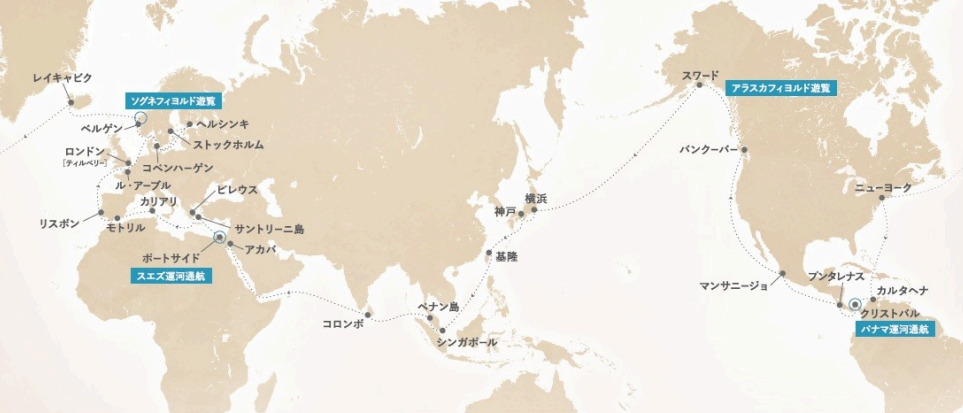 レイキャビク
ソグネフィヨルド遊覧
ベルゲン
ヘルシンキ
ストックホルム
ロンドン
[ティルベリー]
コペンハーゲン
ル・アーブル
カリアリ
ピレウス
リスボン
モトリル
サントリーニ島
ポートサイド
アカバ
スエズ運河通航
コロンボ
ペナン島
シンガポール
基隆
神戸
横浜
スワード
アラスカフィヨルド遊覧
バンクーバー
ニューヨーク
マンサニージョ
プンタレナス
カルタヘナ
クリストバル
パナマ運河通航